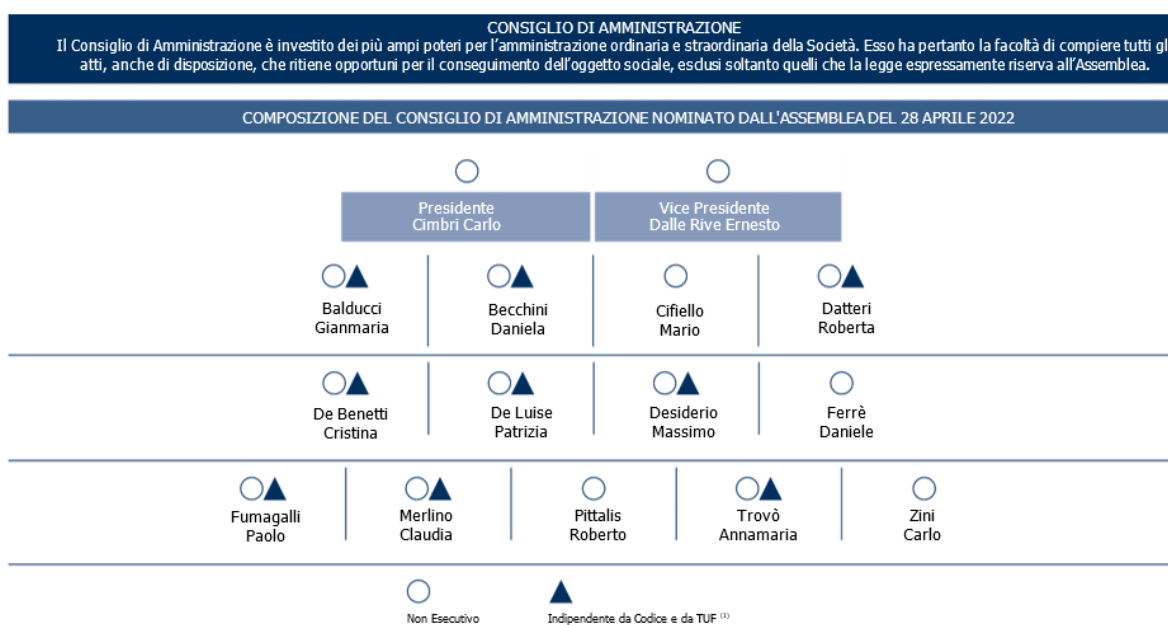 CONSIGLIO DI AMMINISTRAZIONE
Il Consiglio di Amministrazione è investito dei più ampi poteri per l'amministrazione ordinaria e straordinaria della Società. Esso ha pertanto la facoltà di compiere tutti gl
atti, anche di disposizione, che ritiene opportuni per il conseguimento dell'oggetto sociale, esclusi soltanto quelli che la legge espressamente riserva all'Assemblea.
COMPOSIZIONE DEL CONSIGLIO DI AMMINISTRAZIONE NOMINATO DALL'ASSEMBLEA DEL 28 APRILE 2022
Presidente
Cimbri Carlo
Vice Presidente
Dalle Rive Ernesto
Balducci
Gianmaria
Becchini
Daniela
Cifiello
Mario
Datteri
Roberta
De Benetti
Cristina
De Luise
Patrizia
Desiderio
Massimo
Ferrè
Daniele
Fumagalli
Paolo
Merlino
Claudia
Pittalis
Roberto
Trovò
Annamaria
Zini
Carlo
Non Esecutivo
Indipendente da Codice e da TUF (1)